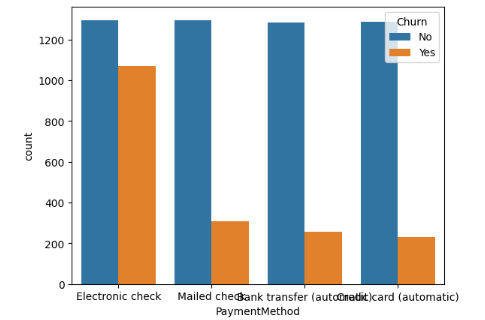 Churn
No
Yes
1200
1000
800
600
400
200
0
count
Electronic check
Mailed check
Bank transfer (automatic)
Credit card (automatic)
PaymentMethod